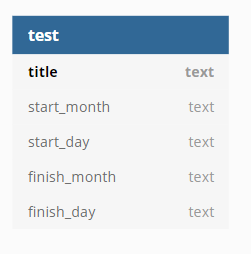 test
title text
start_month text
start_day text
finish_month text
finish_day text